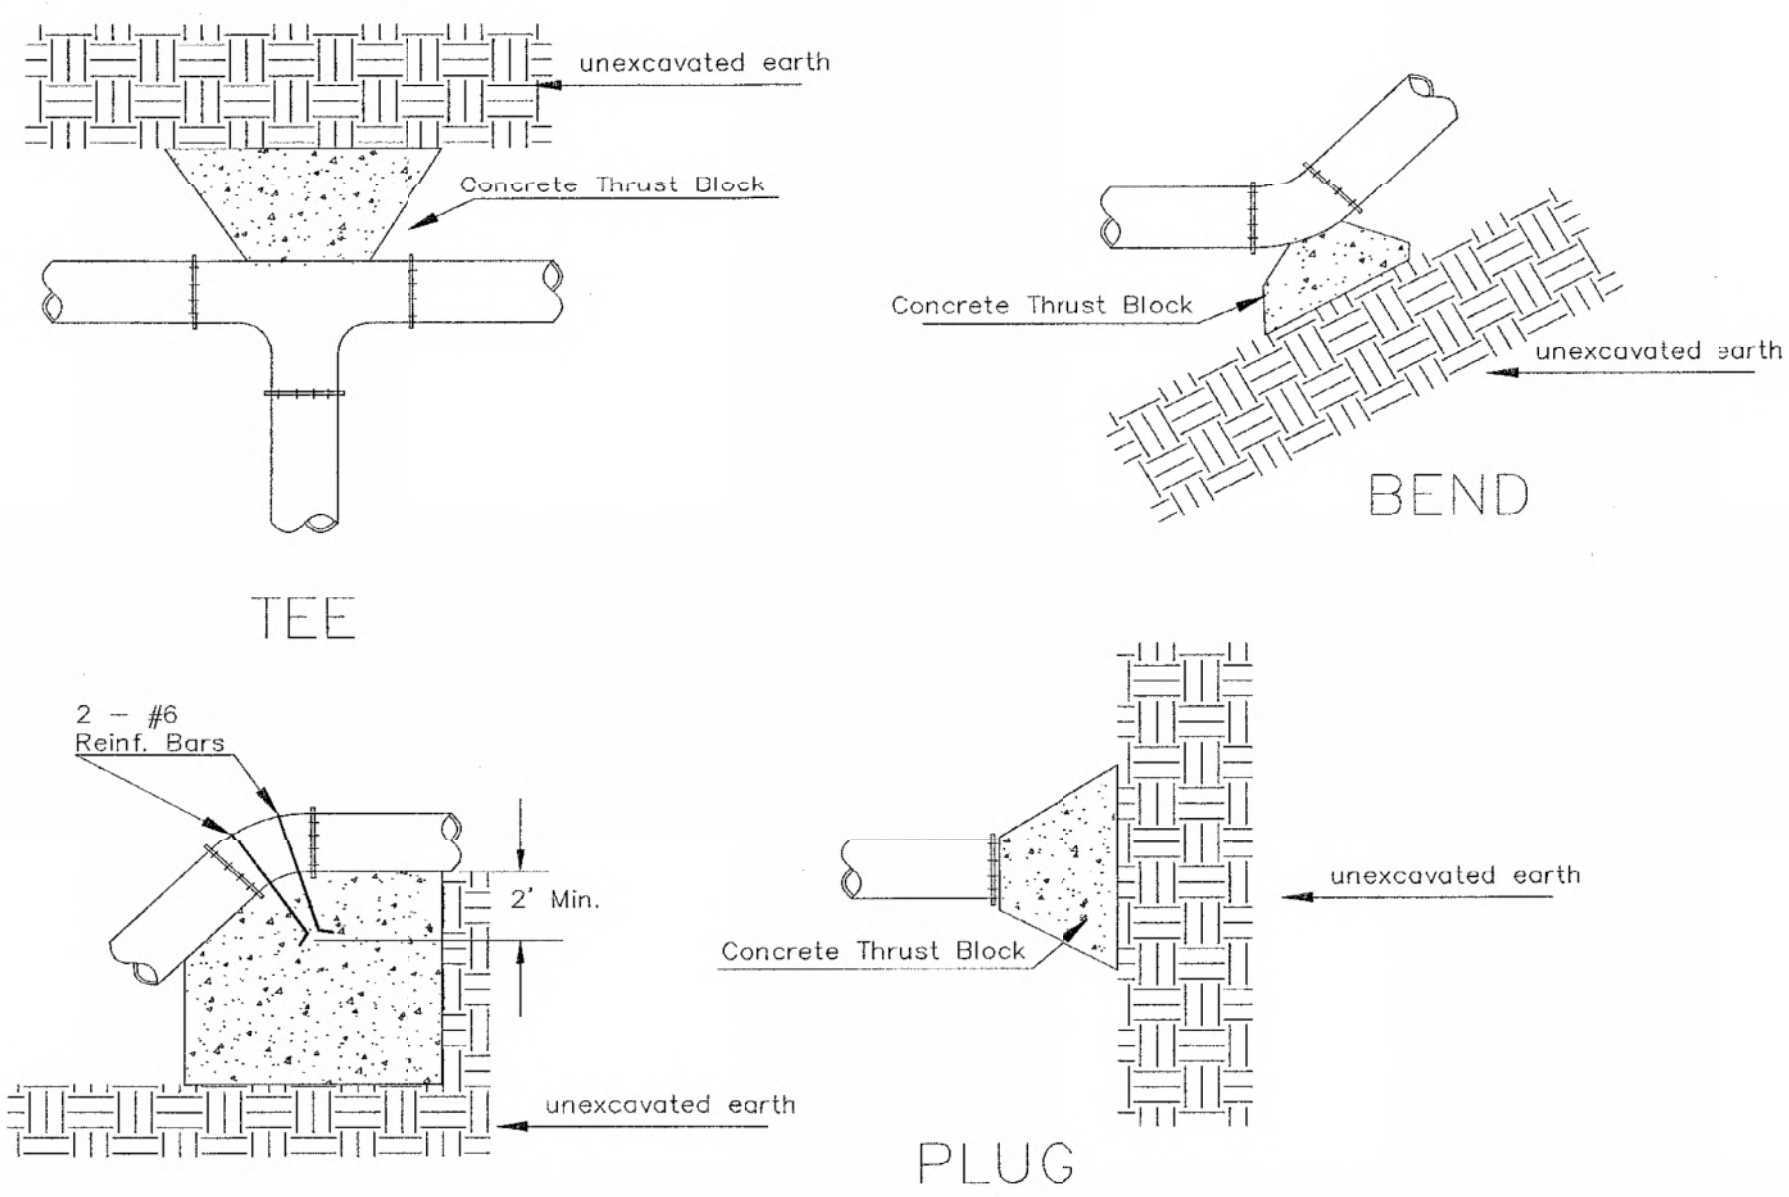 unexcavated earth
Concrete Thrust Block
TEE
Concrete Thrust Block
unexcavated earth
BEND
2 - #6
Reinf. Bars
2' Min.
unexcavated earth
Concrete Thrust Block
unexcavated earth
PLUG